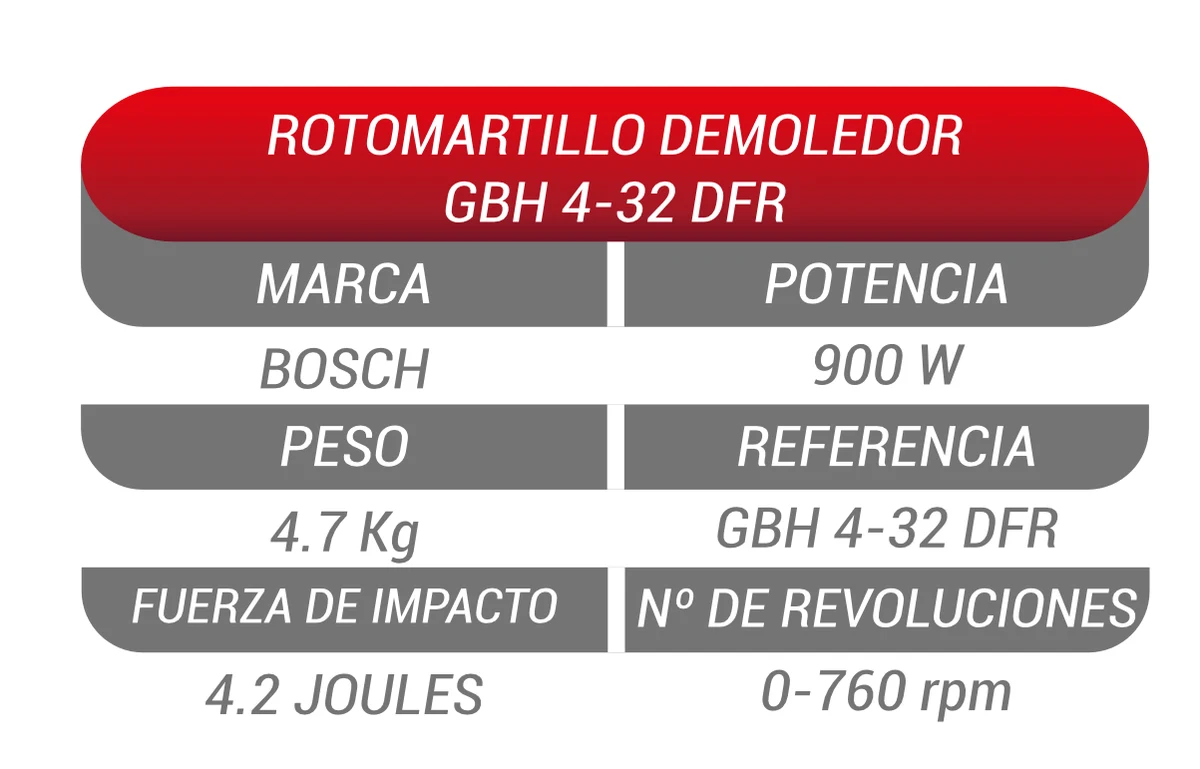 ROTOMARTILLO DEMOLEDOR
GBH 4-32 DFR
MARCA
POTENCIA
BOSCH
900 W
PESO
REFERENCIA
4.7 Kg
GBH 4-32 DFR
FUERZA DE IMPACTO
Nº DE REVOLUCIONES
4.2 JOULES
0-760 rpm